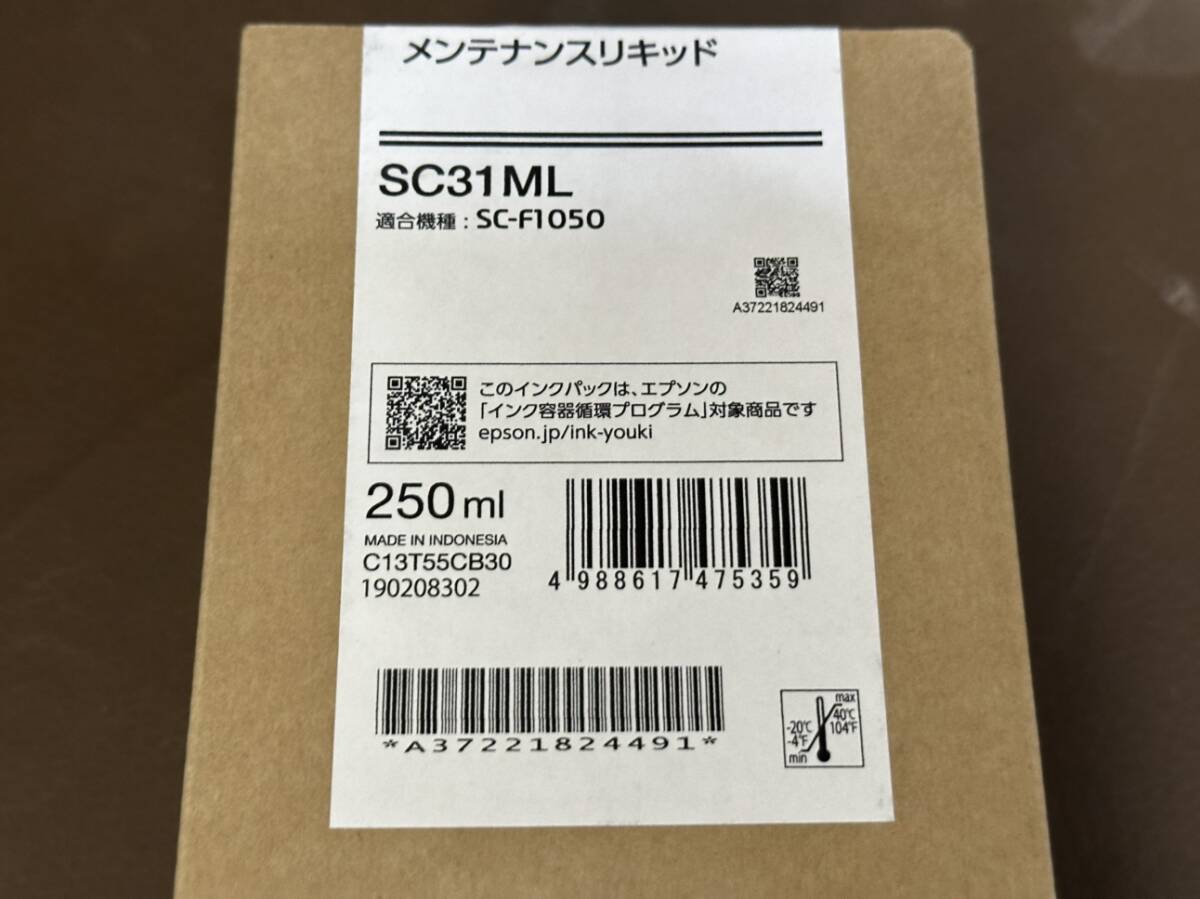 メンテナンスリキッド
SC31ML
適合機種 : SC-F1050
A37221824491
このインクパックは、エプソンの
「インク容器循環プログラム」対象商品です
epson.jp/ink-youki
250 ml
MADE IN INDONESIA
C13T55CB30
190208302
4 988617 475359
*A37221824491*
max
40℃
104°F
-20℃
-4°F
min